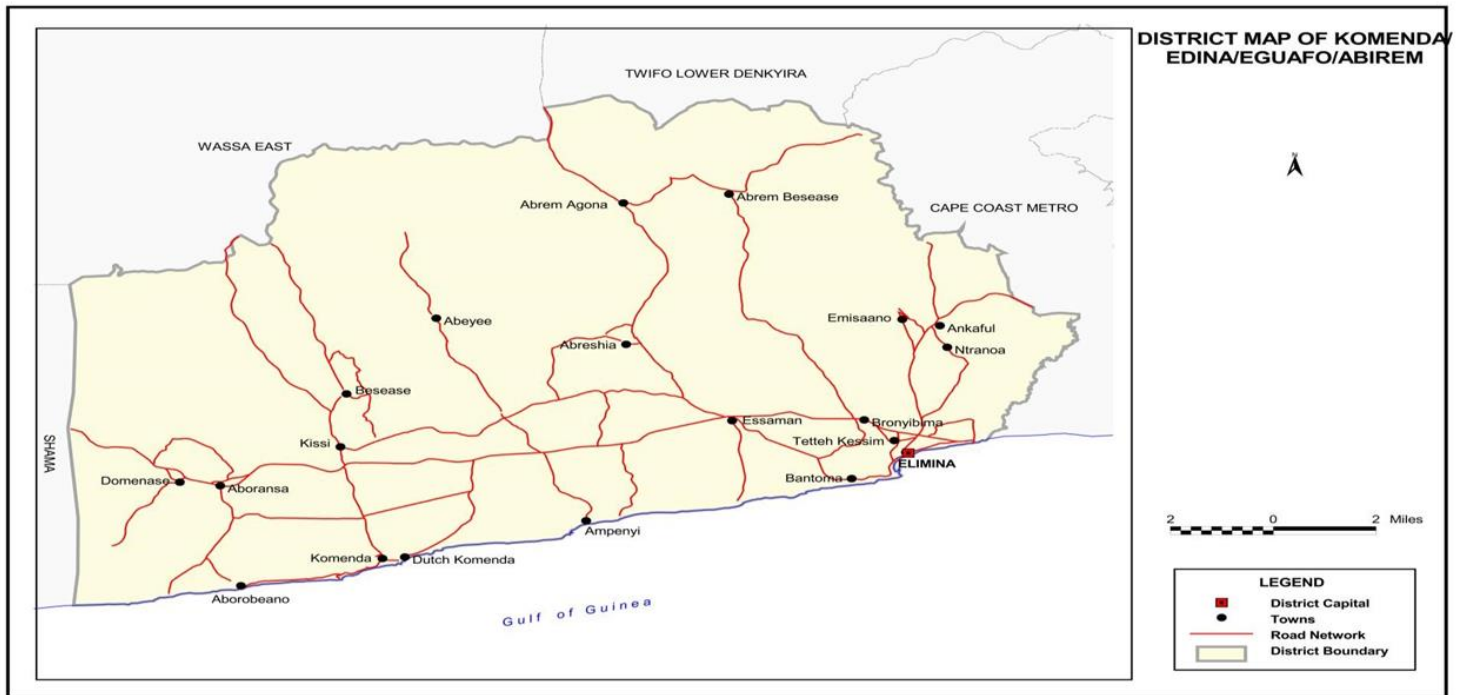 DISTRICT MAP OF KOMENDA/
EDINA/EGUAFO/ABIREM
TWIFO LOWER DENKYIRA
WASSA EAST
CAPE COAST METRO
N
Abrem Besease
Abrem Agona
Abeyee
Emisaano
Ankaful
Abreshia
Ntranoa
Besease
Essaman
Bronyibima
Kissi
Tetteh Kessim
SHAMA
ELIMINA
Domenase
Aboransa
Bantoma
Ampenyi
Komenda
Dutch Komenda
Aborobeano
Gulf of Guinea
2 0 2 Miles
LEGEND
District Capital
Towns
Road Network
District Boundary